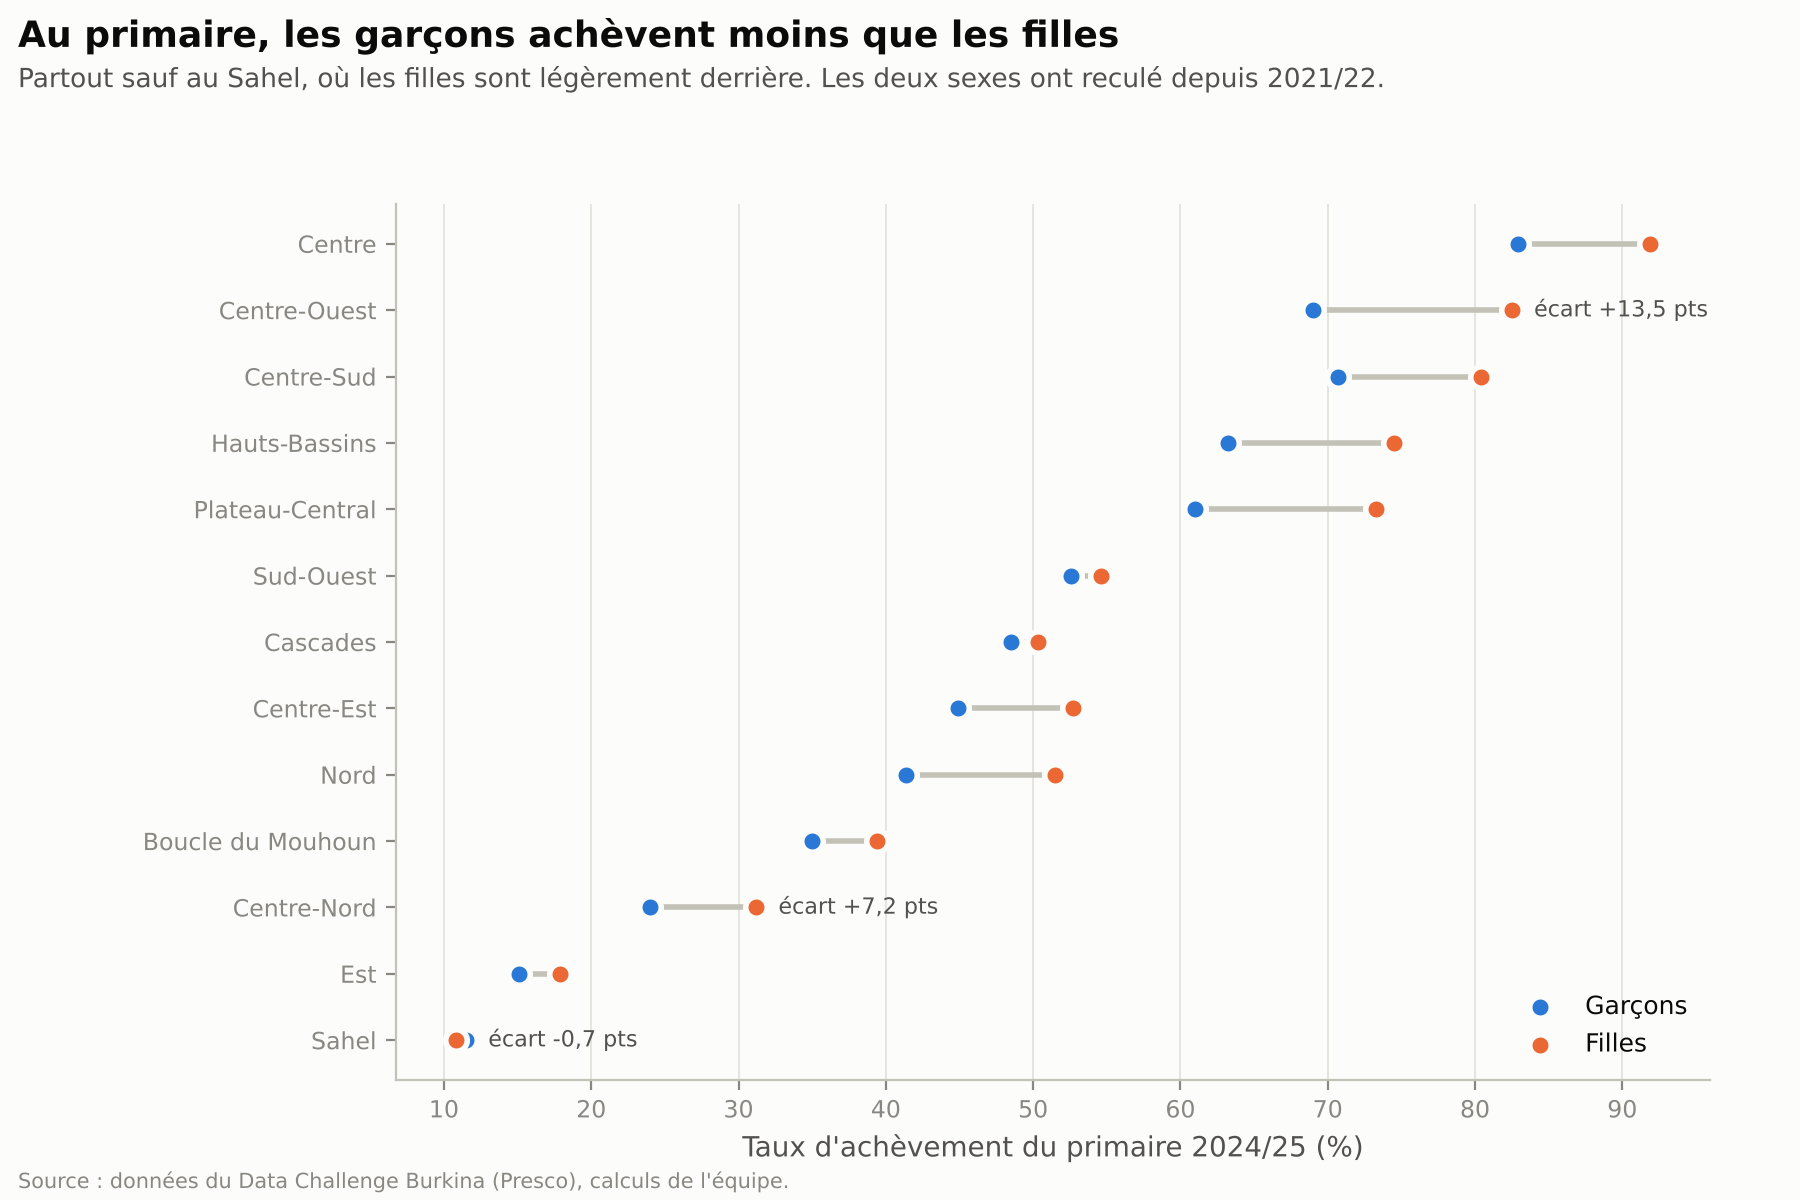 Au primaire, les garçons achèvent moins que les filles
Partout sauf au Sahel, où les filles sont légèrement derrière. Les deux sexes ont reculé depuis 2021/22.
Centre
Centre-Ouest
écart +13,5 pts
Centre-Sud
Hauts-Bassins
Plateau-Central
Sud-Ouest
Cascades
Centre-Est
Nord
Boucle du Mouhoun
Centre-Nord
écart +7,2 pts
Est
Sahel
écart -0,7 pts
Garçons
Filles
10 20 30 40 50 60 70 80 90
Taux d'achèvement du primaire 2024/25 (%)
Source : données du Data Challenge Burkina (Presco), calculs de l'équipe.